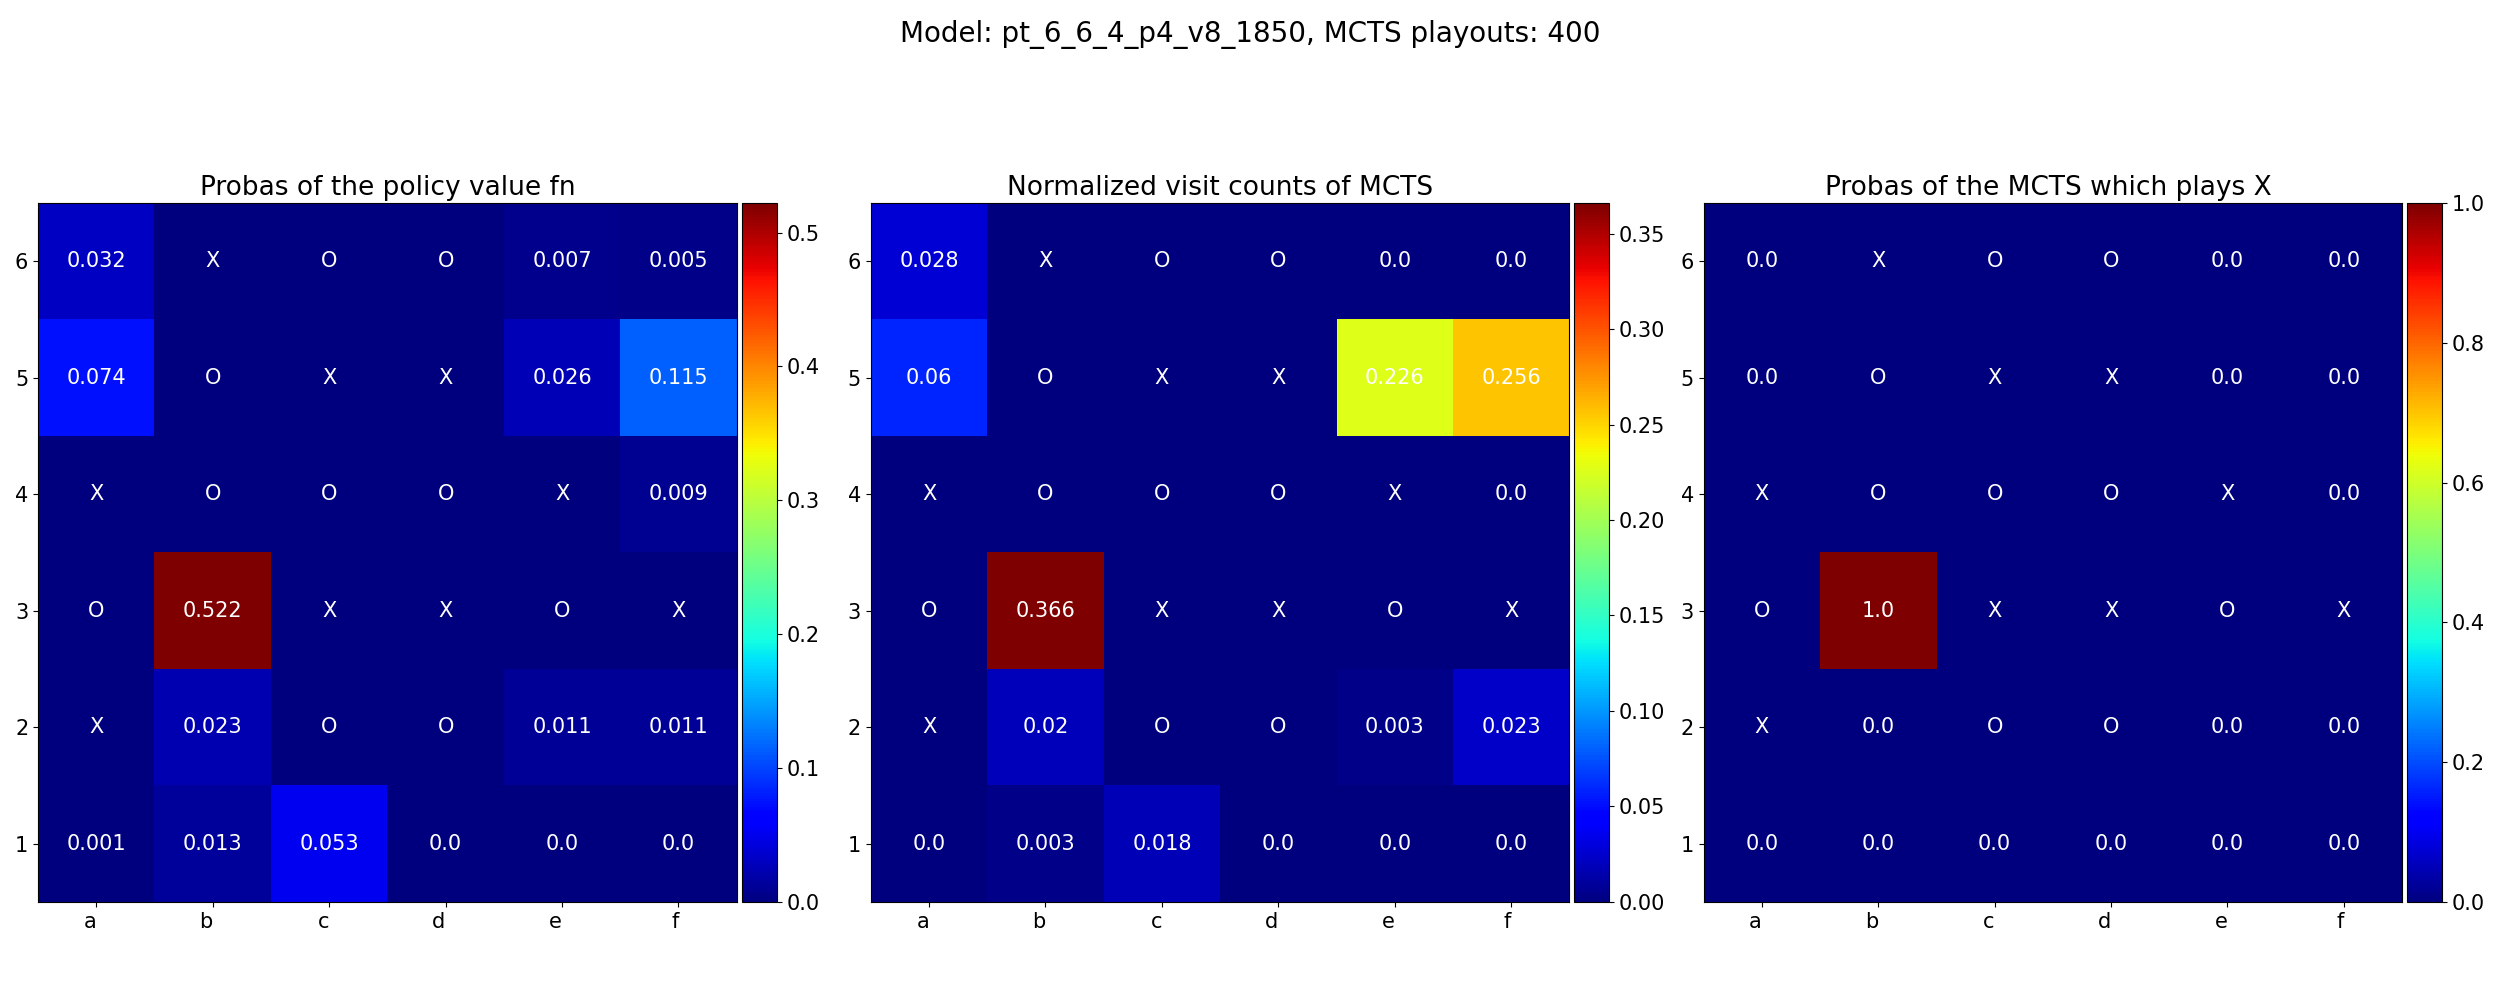 Model: pt_6_6_4_p4_v8_1850, MCTS playouts: 400
Probas of the policy value fn
6 0.032 X O O 0.007 0.005
5 0.074 O X X 0.026 0.115
4 X O O O X 0.009
3 O 0.522 X X O X
2 X 0.023 O O 0.011 0.011
1 0.001 0.013 0.053 0.0 0.0 0.0
a b c d e f
0.5
0.4
0.3
0.2
0.1
0.0
Normalized visit counts of MCTS
6 0.028 X O O 0.0 0.0
5 0.06 O X X 0.226 0.256
4 X O O O X 0.0
3 O 0.366 X X O X
2 X 0.02 O O 0.003 0.023
1 0.0 0.003 0.018 0.0 0.0 0.0
a b c d e f
0.35
0.30
0.25
0.20
0.15
0.10
0.05
0.00
Probas of the MCTS which plays X
6 0.0 X O O 0.0 0.0
5 0.0 O X X 0.0 0.0
4 X O O O X 0.0
3 O 1.0 X X O X
2 X 0.0 O O 0.0 0.0
1 0.0 0.0 0.0 0.0 0.0 0.0
a b c d e f
1.0
0.8
0.6
0.4
0.2
0.0